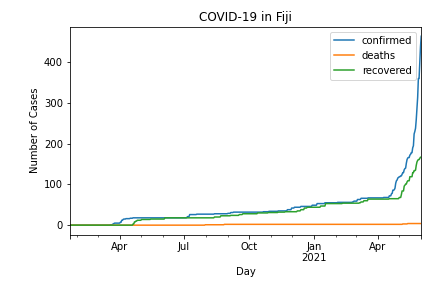 COVID-19 in Fiji
confirmed
deaths
recovered
Number of Cases
400
300
200
100
0
Apr
Jul
Oct
Jan
2021
Apr
Day